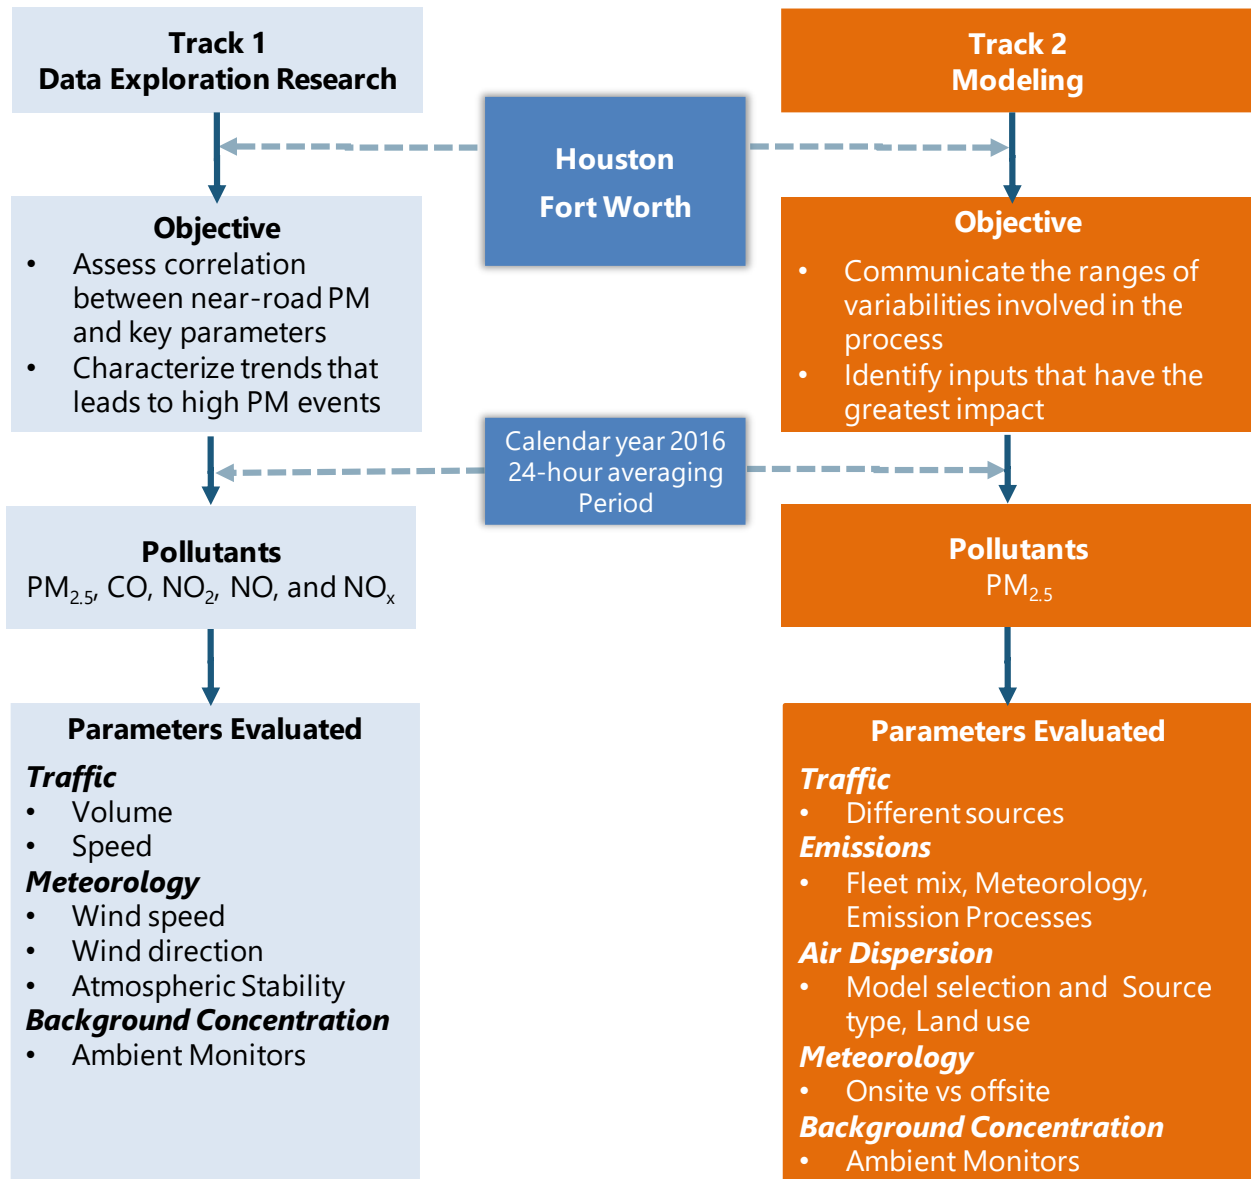 Track 1
Data Exploration Research
Track 2
Modeling
Houston
Fort Worth
Objective
• Assess correlation
between near-road PM
and key parameters
• Characterize trends that
leads to high PM events
Objective
• Communicate the ranges of
variabilities involved in the
process
• Identify inputs that have the
greatest impact
Calendar year 2016
24-hour averaging
Period
Pollutants
PM2.5, CO, NO2, NO, and NOx
Pollutants
PM2.5
Parameters Evaluated
Traffic
• Volume
• Speed
Meteorology
• Wind speed
• Wind direction
• Atmospheric Stability
Background Concentration
• Ambient Monitors
Parameters Evaluated
Traffic
• Different sources
Emissions
• Fleet mix, Meteorology,
Emission Processes
Air Dispersion
• Model selection and Source
type, Land use
Meteorology
• Onsite vs offsite
Background Concentration
• Ambient Monitors